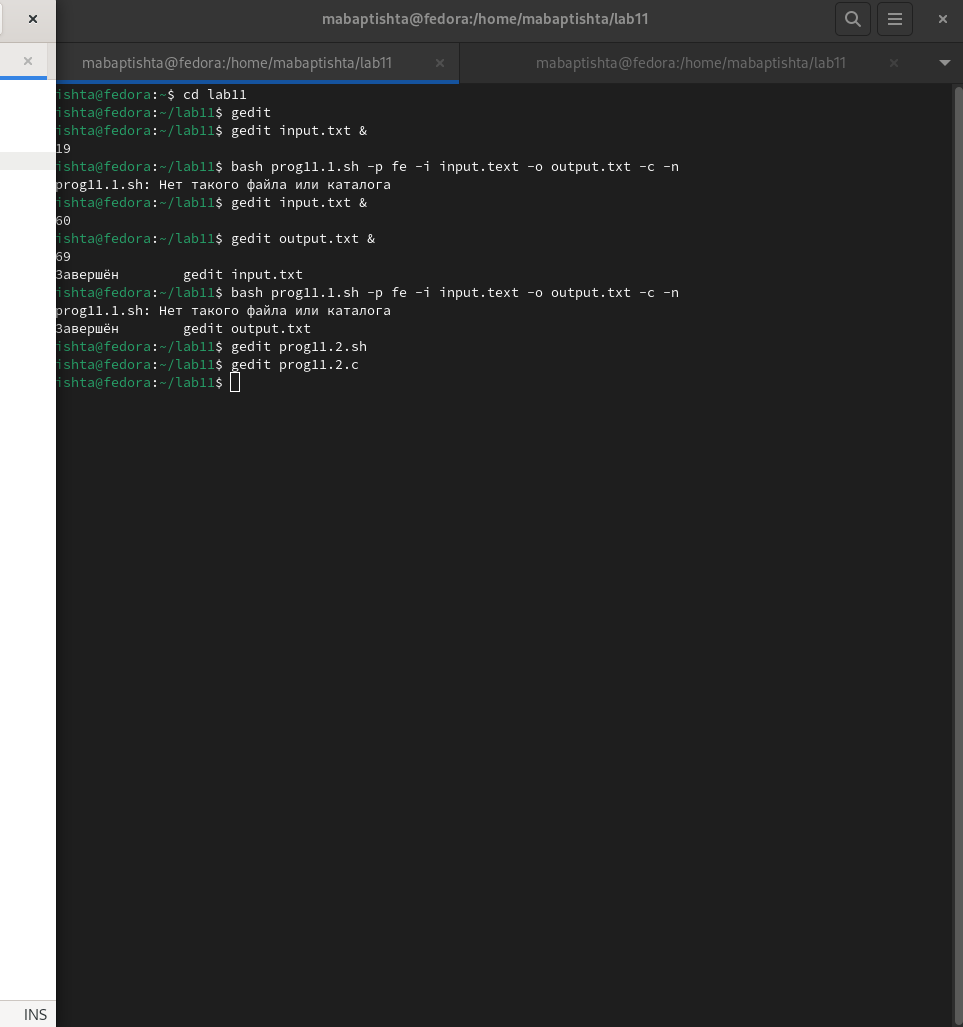 mabaptishta@fedora:/home/mabaptishta/lab11
mabaptishta@fedora:/home/mabaptishta/lab11
mabaptishta@fedora:/home/mabaptishta/lab11
ishta@fedora:~$ cd lab11
ishta@fedora:~/lab11$ gedit
ishta@fedora:~/lab11$ gedit input.txt &
19
ishta@fedora:~/lab11$ bash prog11.1.sh -p fe -i input.text -o output.txt -c -n
prog11.1.sh: Нет такого файла или каталога
ishta@fedora:~/lab11$ gedit input.txt &
60
ishta@fedora:~/lab11$ gedit output.txt &
69
Завершён        gedit input.txt
ishta@fedora:~/lab11$ bash prog11.1.sh -p fe -i input.text -o output.txt -c -n
prog11.1.sh: Нет такого файла или каталога
Завершён        gedit output.txt
ishta@fedora:~/lab11$ gedit prog11.2.sh
ishta@fedora:~/lab11$ gedit prog11.2.c
ishta@fedora:~/lab11$
INS